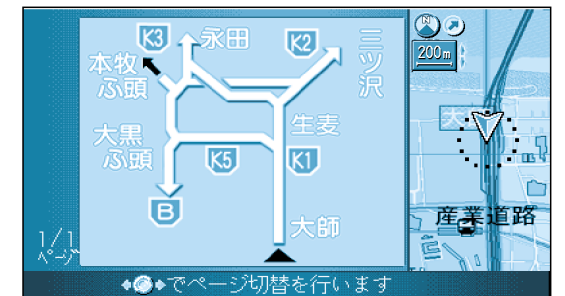 K3
永田
K2
三ツ沢
本牧
ふ頭
大黒
ふ頭
生麦
K5
K1
B
大師
1/1
ページ
N
200m
大
産業道路
でページ切替を行います